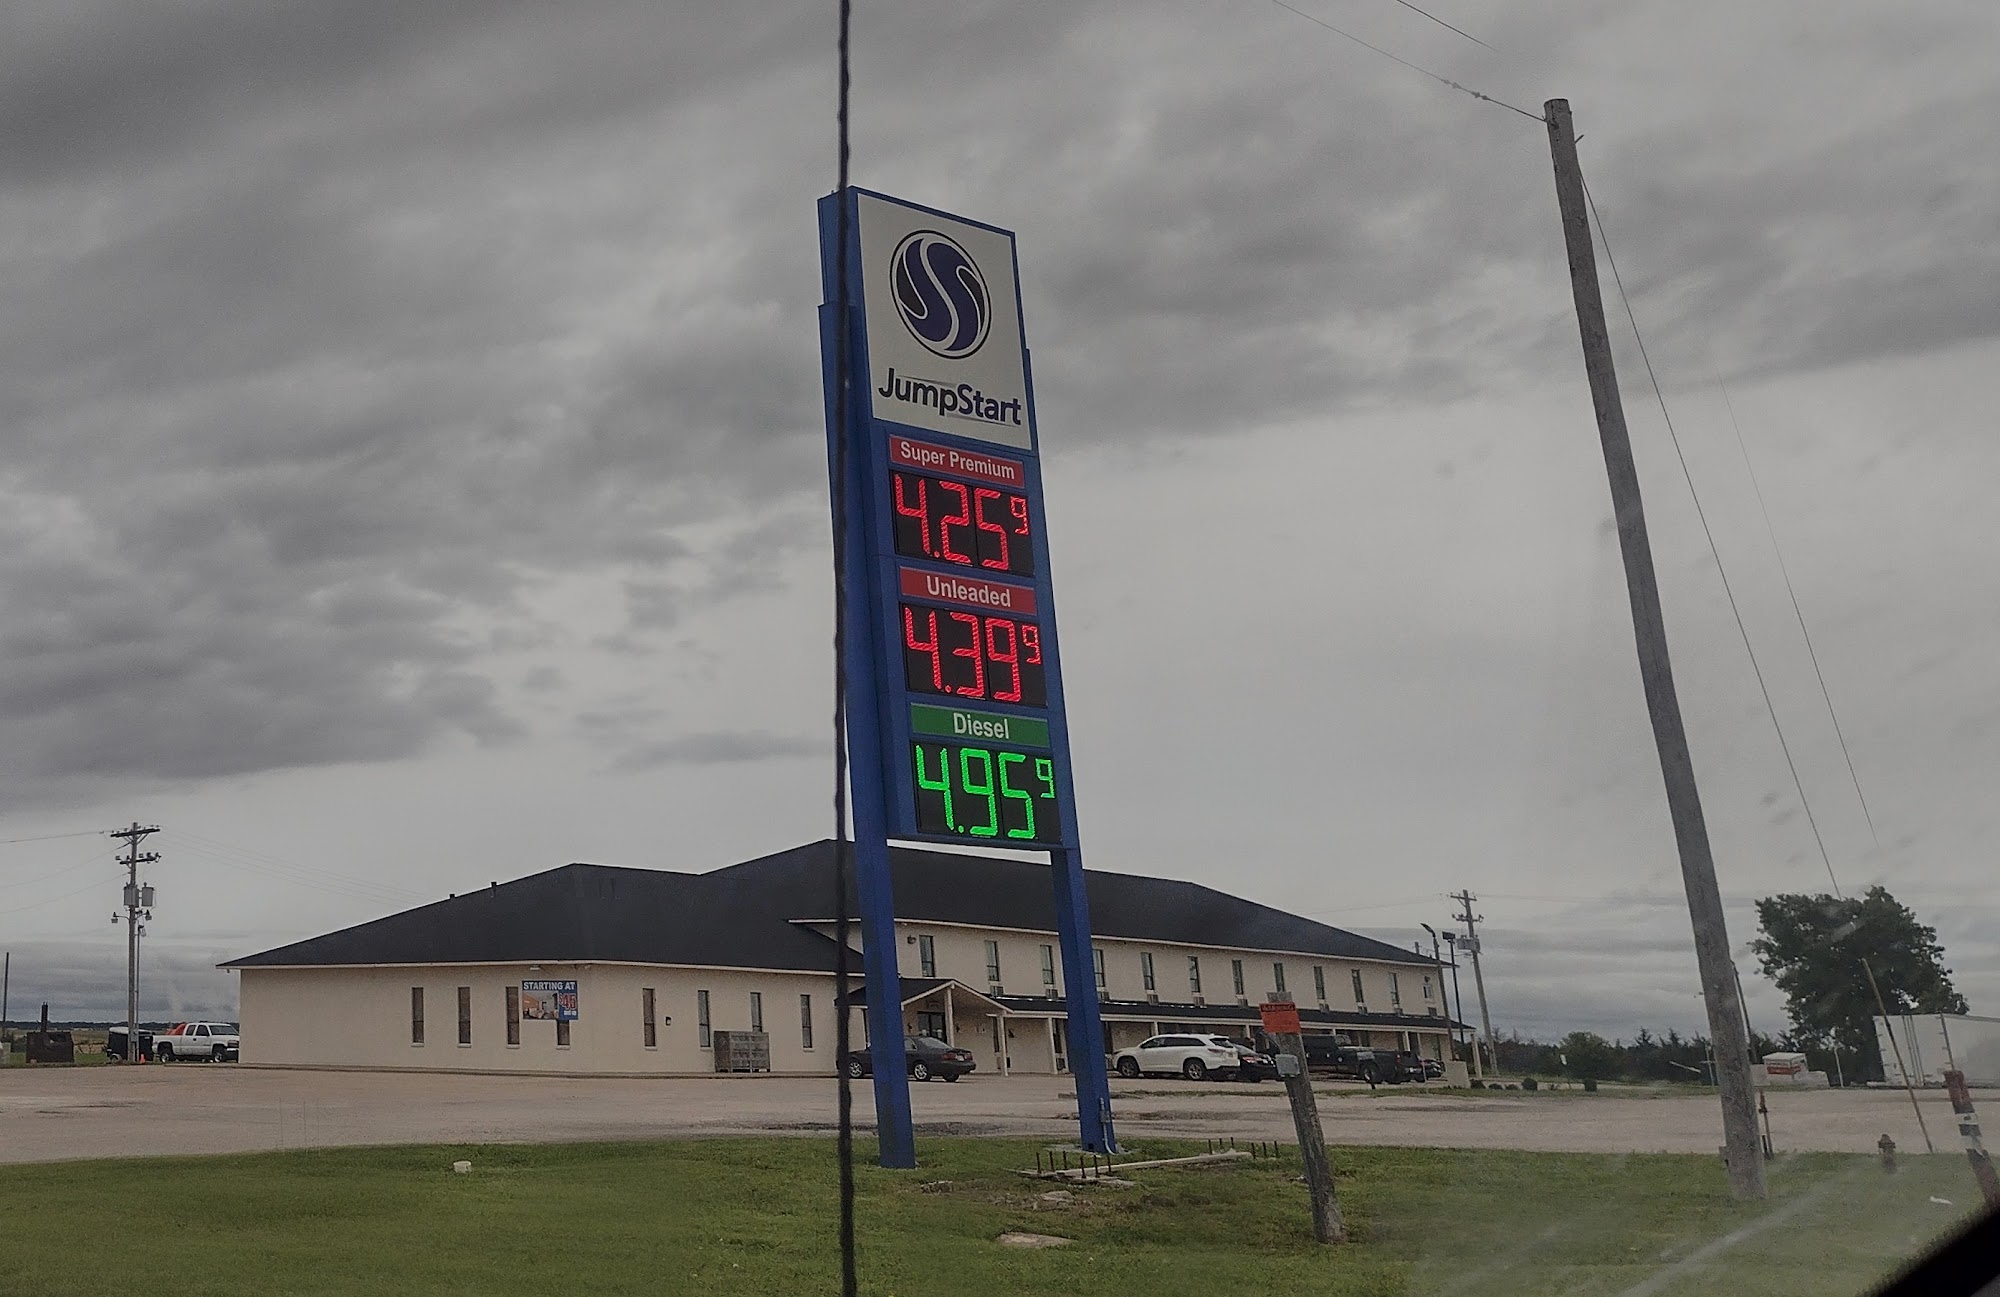 JumpStart
Super Premium
4.25 9
Unleaded
4.39 9
Diesel
4.95 9
STARTING AT